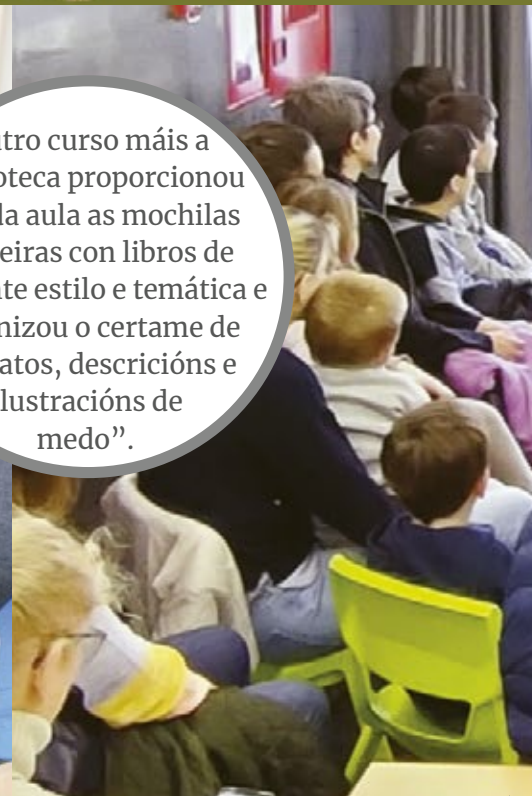 tro curso máis a
oteca proporcionou
la aula as mochilas
eiras con libros de
te estilo e temática e
nizou o certame de
atos, descricións e
lustracións de
medo”.